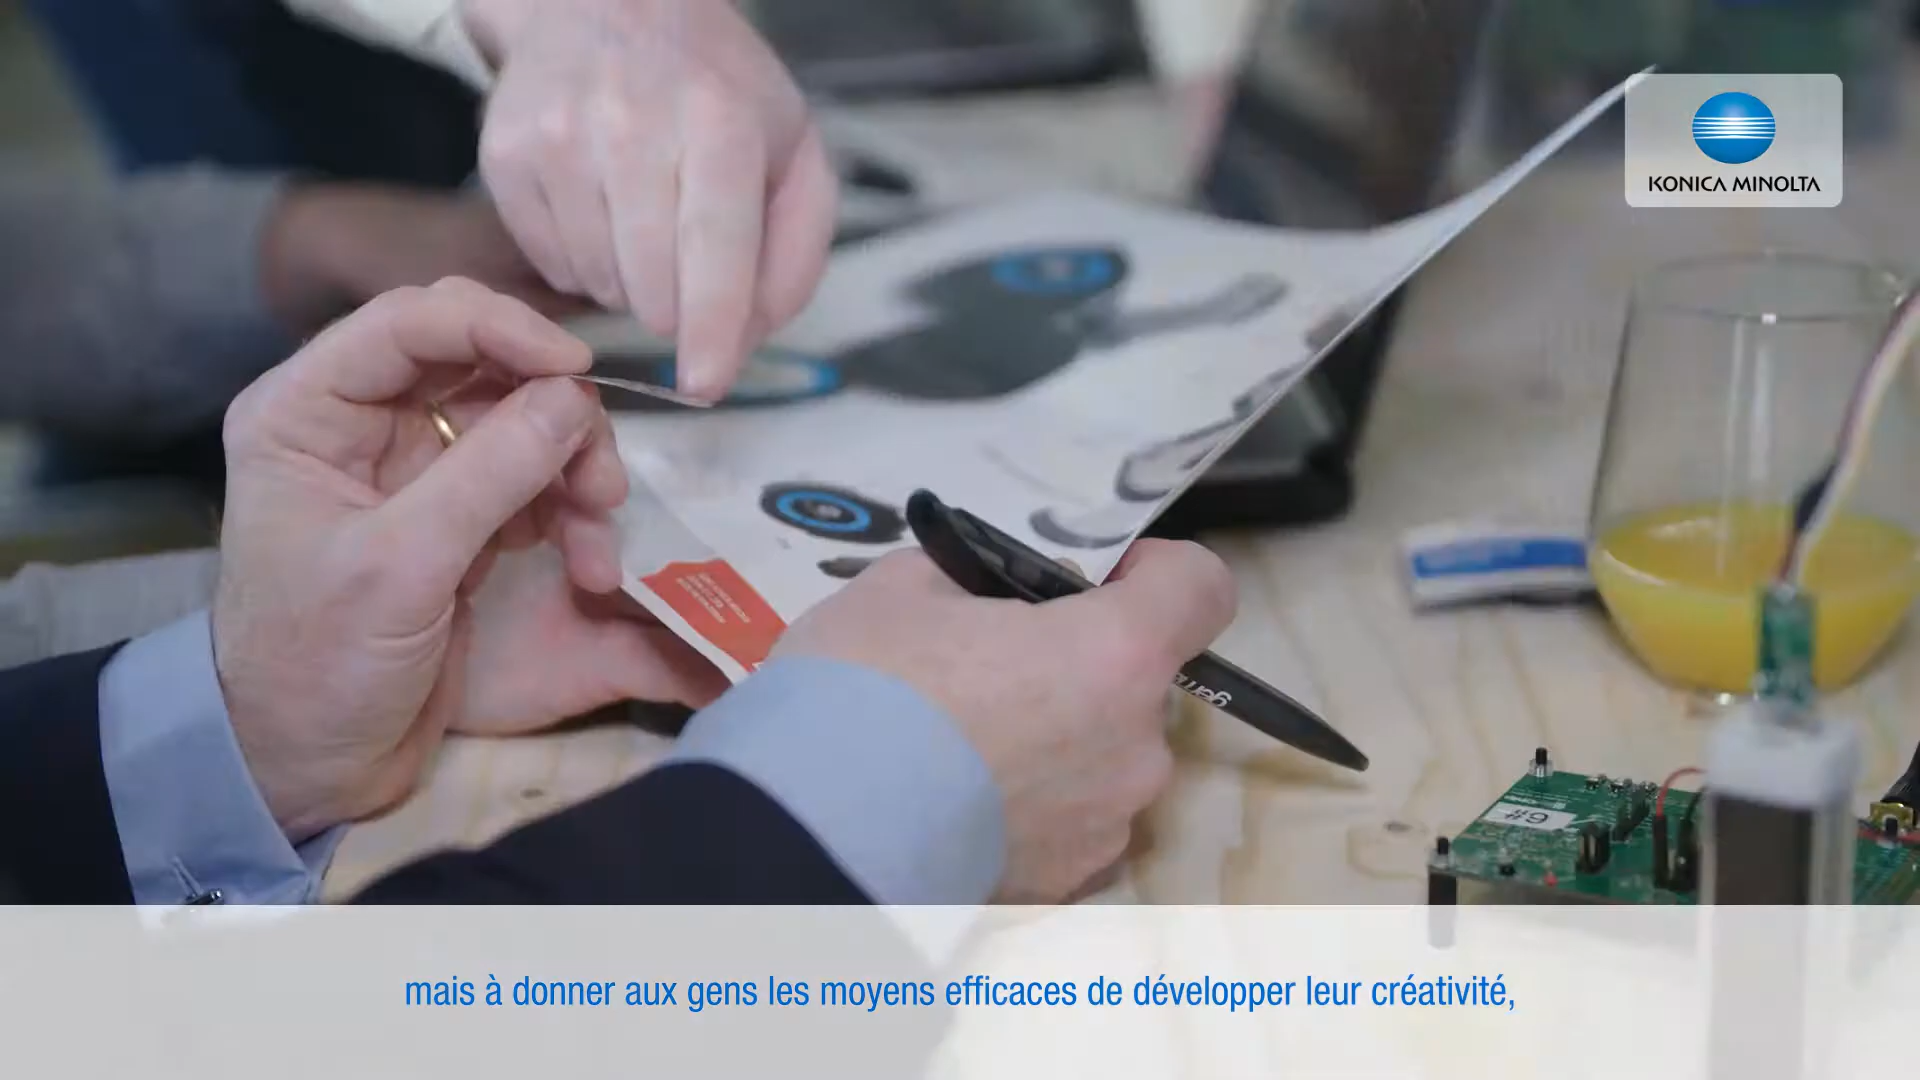 KONICA MINOLTA
#9
mais à donner aux gens les moyens efficaces de développer leur créativité,